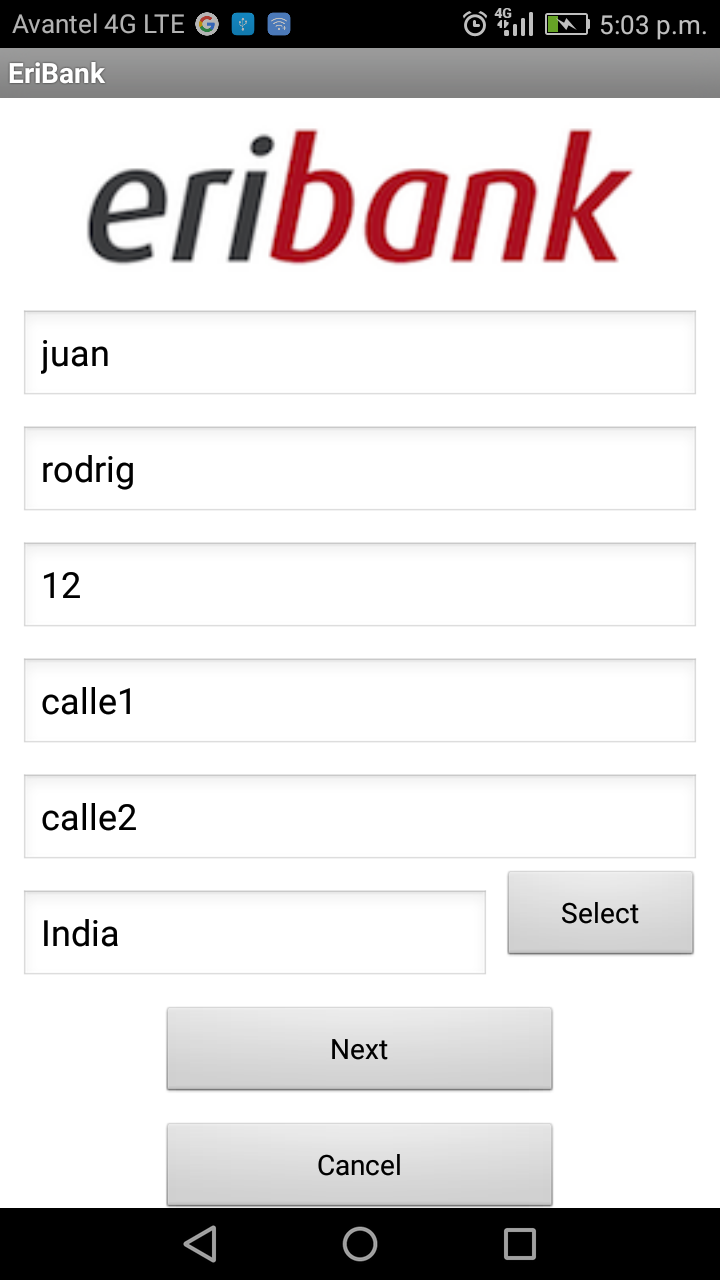 Avantel 4G LTE 4G 5:03 p.m.
EriBank
eribank
juan
rodrig
12
calle1
calle2
India
Select
Next
Cancel